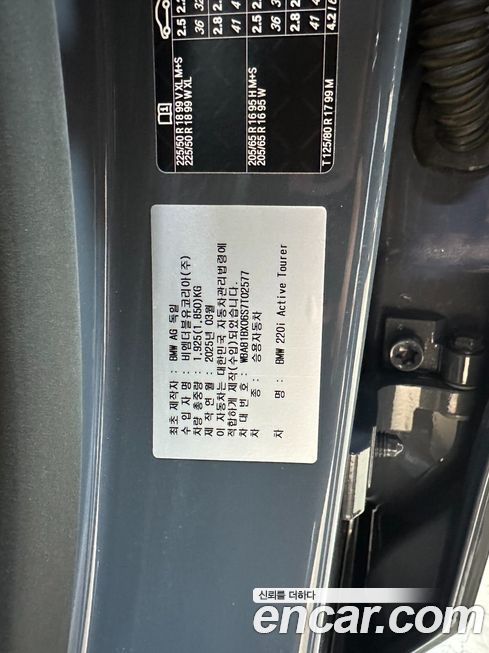 225/50 R 18 99 V XL M+S
225/50 R 18 99 W XL
205/65 R 16 95 H M+S
205/65 R 16 95 W
T 125/80 R 17 99 M
2.5
36
2.8
41
2.5
36
2.8
41
4.2
최초 제작자 : BMW AG 독일
수 입 자 명 : 비엠더블유코리아(주)
차량 총중량 : 1,925(1,850)KG
제 작 연 월 : 2025년 03월
이 자동차는 대한민국 자동차관리법령에
적합하게 제작(수입)되었습니다.
차 대 번 호 : WBA81BX06S7T02577
차 종 : 승용자동차
차 명 : BMW 220i Active Tourer
신뢰를 더하다
encar.com